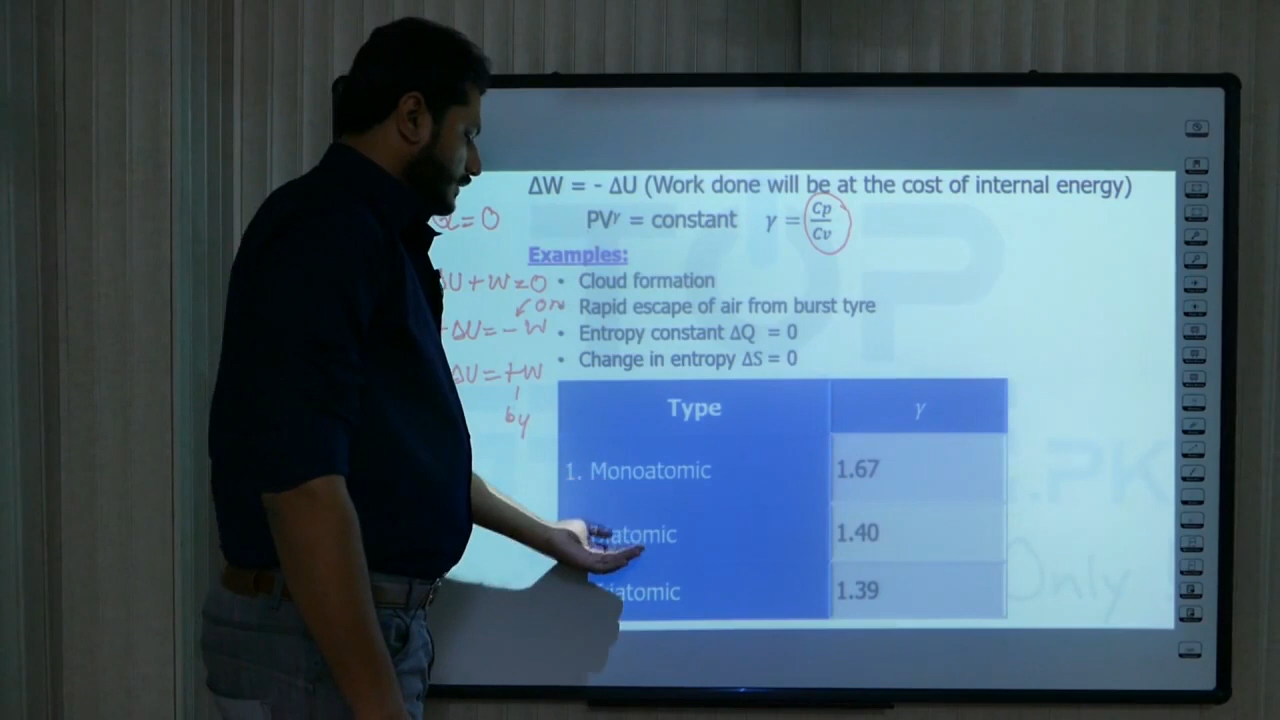 ΔW = - ΔU (Work done will be at the cost of internal energy)
PVᵞ = constant γ = Cp/Cv
=0
Examples:
U+W=0
• Cloud formation
on
• Rapid escape of air from burst tyre
ΔU=-W
• Entropy constant ΔQ = 0
• Change in entropy ΔS = 0
ΔU=+W
by
Type γ
1. Monoatomic 1.67
1.40
1.39
.PK
Only